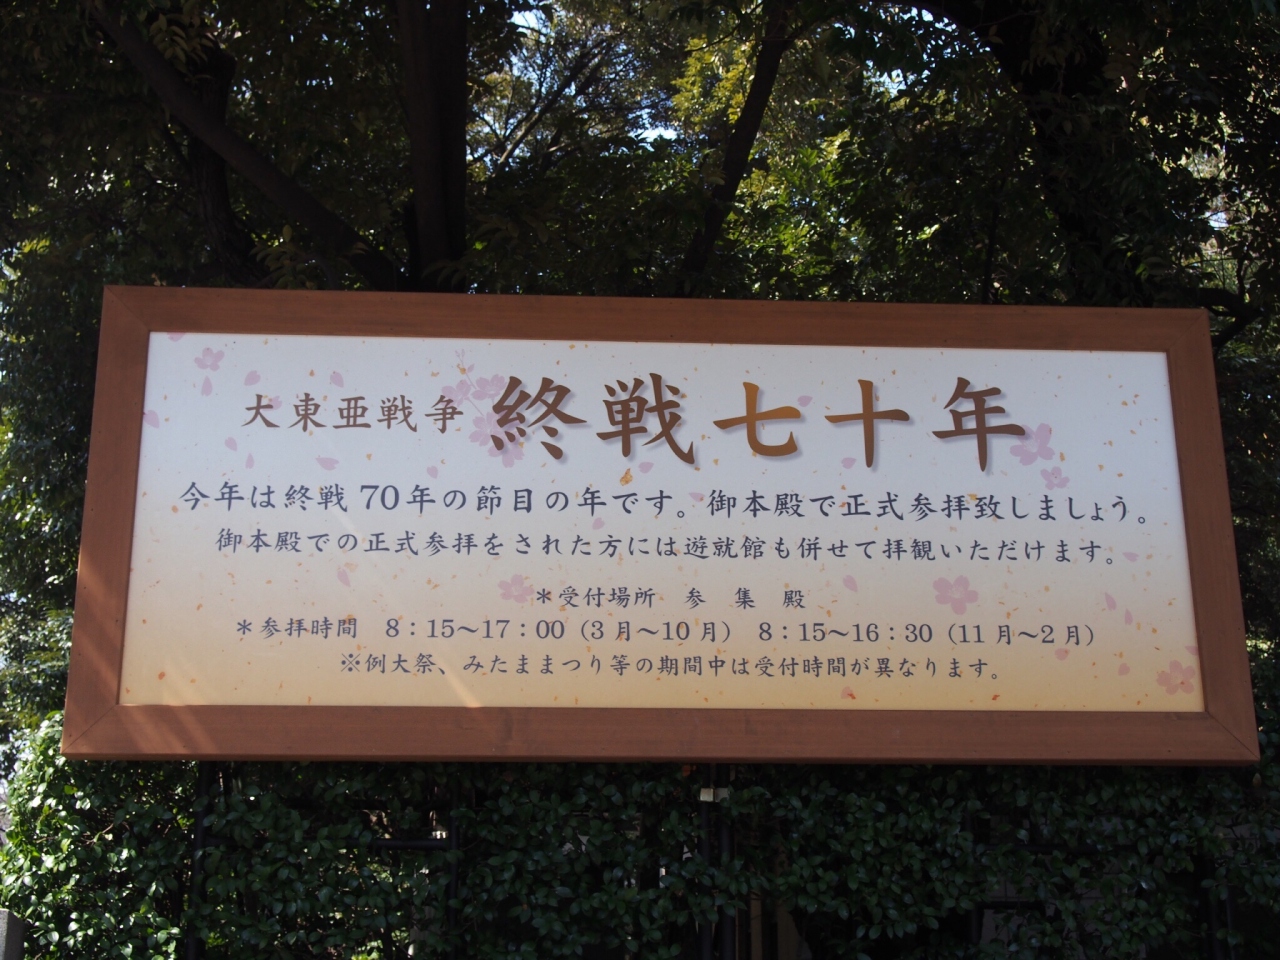 大東亜戦争 終戦七十年
今年は終戦70年の節目の年です。御本殿で正式参拝致しましょう。
御本殿での正式参拝をされた方には遊就館も併せて拝観いただけます。
＊受付場所　参　集　殿
＊参拝時間　8：15〜17：00（3月〜10月）　8：15〜16：30（11月〜2月）
※例大祭、みたままつり等の期間中は受付時間が異なります。